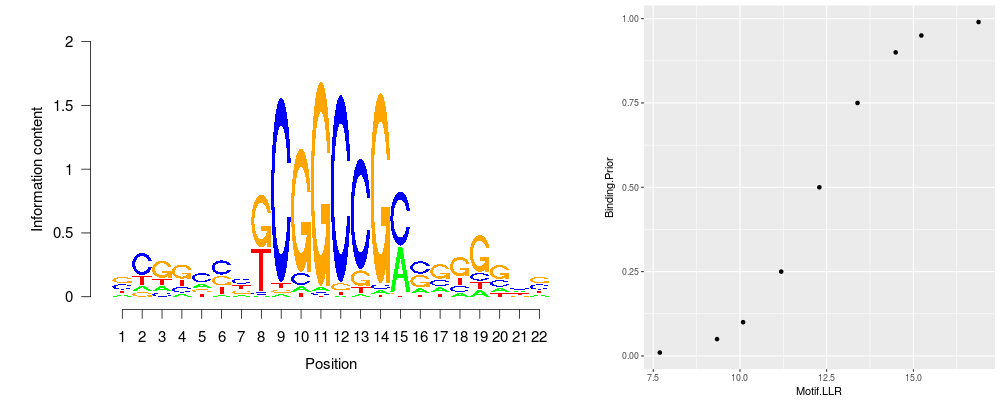 2
1.5
1
0.5
0
Information content
1 2 3 4 5 6 7 8 9 10 11 12 13 14 15 16 17 18 19 20 21 22
Position
G C G G C C G C
T A
1.00
0.75
0.50
0.25
0.00
Binding.Prior
7.5 10.0 12.5 15.0
Motif.LLR